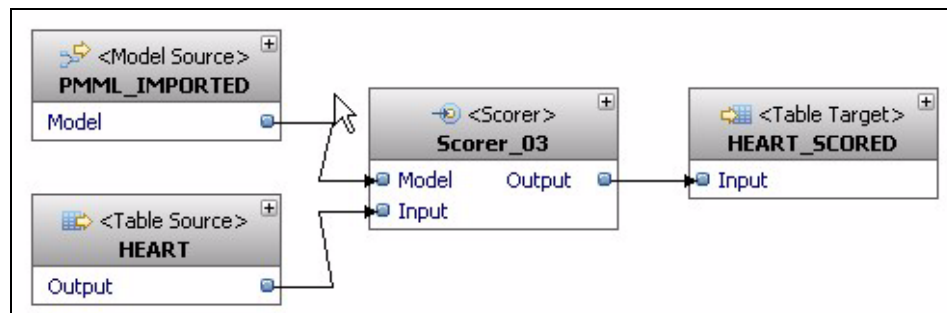 <Model Source>
PMML_IMPORTED
Model
<Table Source>
HEART
Output
<Scorer>
Scorer_03
Model Output
Input
<Table Target>
HEART_SCORED
Input